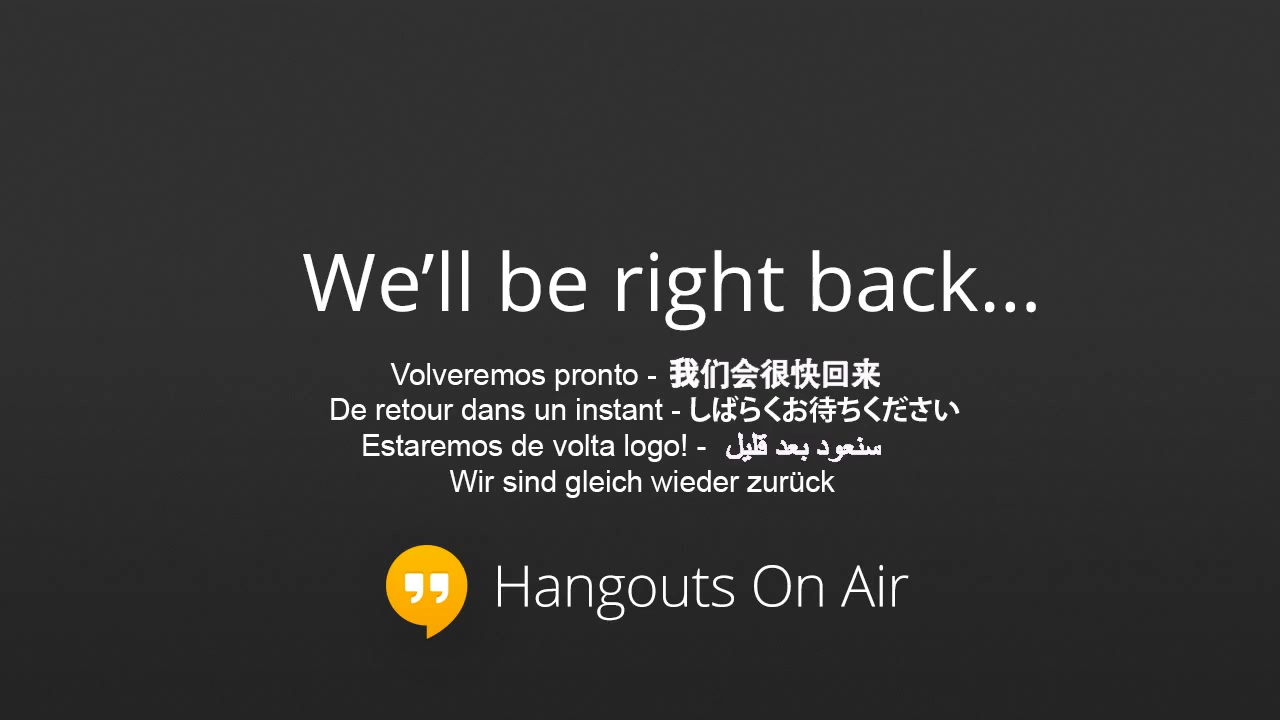 We’ll be right back...
Volveremos pronto - 我们会很快回来
De retour dans un instant - しばらくお待ちください
Estaremos de volta logo! - سنعود بعد قليل
Wir sind gleich wieder zurück
Hangouts On Air